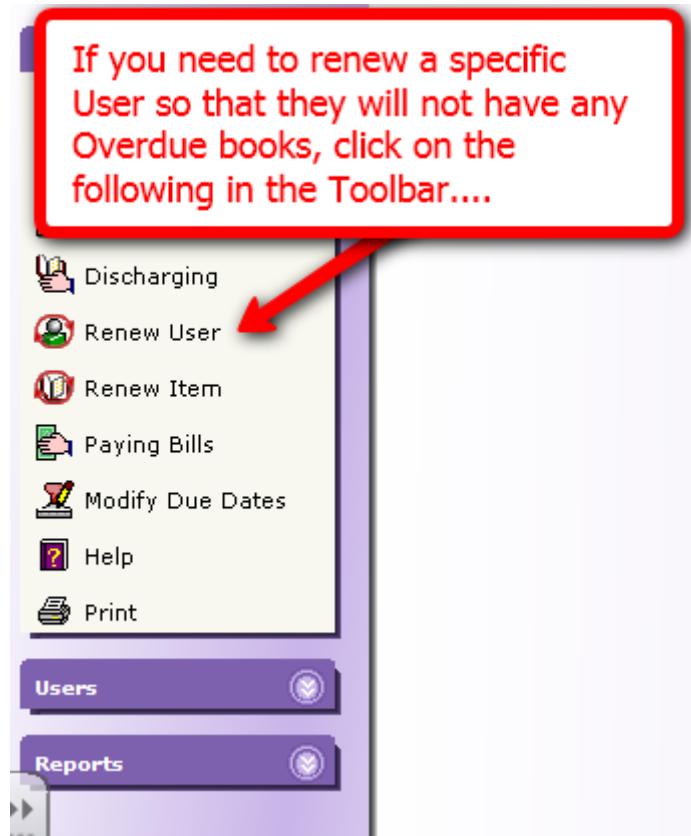 If you need to renew a specific
User so that they will not have any
Overdue books, click on the
following in the Toolbar....
Discharging
Renew User
Renew Item
Paying Bills
Modify Due Dates
Help
Print
Users
Reports